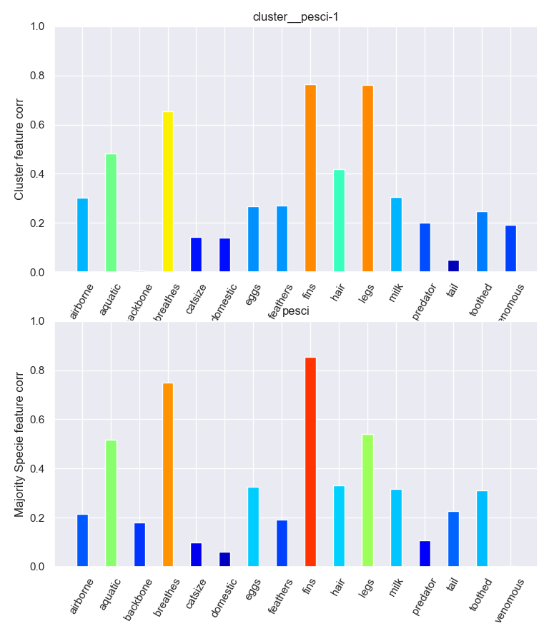 cluster__pesci-1
Cluster feature corr
1.0
0.8
0.6
0.4
0.2
0.0
airborne
aquatic
ackbone
breathes
catsize
domestic
eggs
feathers
fins
hair
legs
milk
predator
tail
toothed
enomous
pesci
Majority Specie feature corr
1.0
0.8
0.6
0.4
0.2
0.0
airborne
aquatic
backbone
breathes
catsize
domestic
eggs
feathers
fins
hair
legs
milk
predator
tail
toothed
venomous